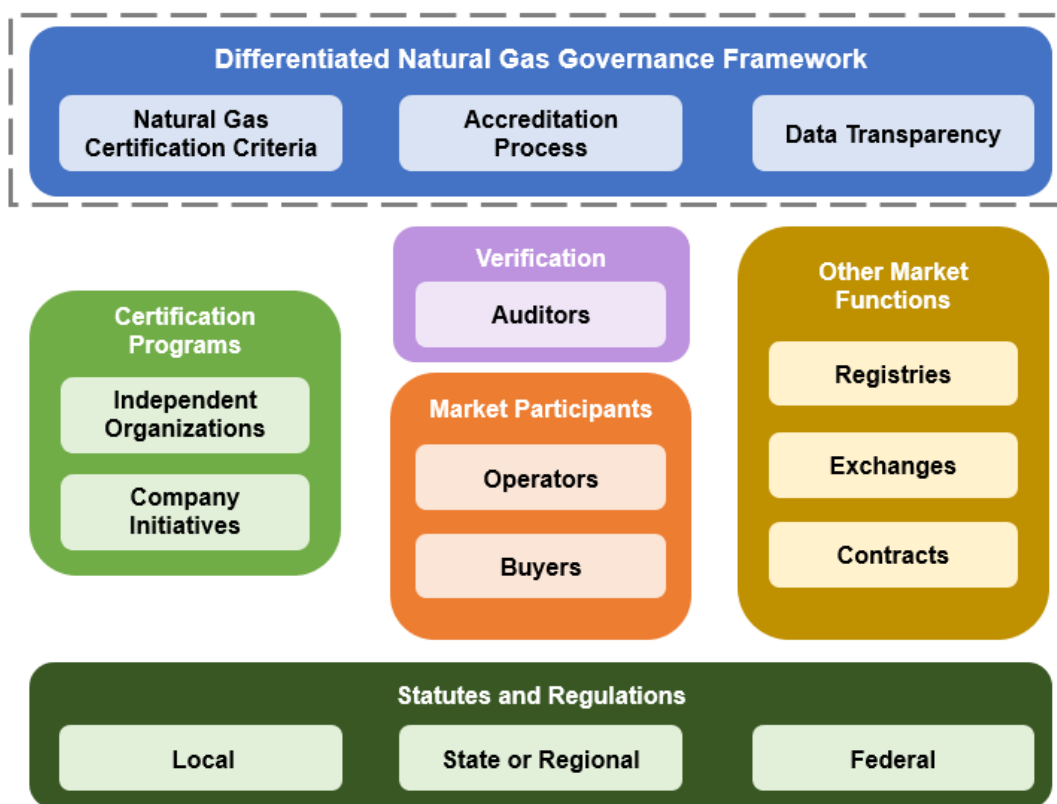 Differentiated Natural Gas Governance Framework
Natural Gas
Certification Criteria
Accreditation
Process
Data Transparency
Certification
Programs
Independent
Organizations
Company
Initiatives
Verification
Auditors
Market Participants
Operators
Buyers
Other Market
Functions
Registries
Exchanges
Contracts
Statutes and Regulations
Local
State or Regional
Federal